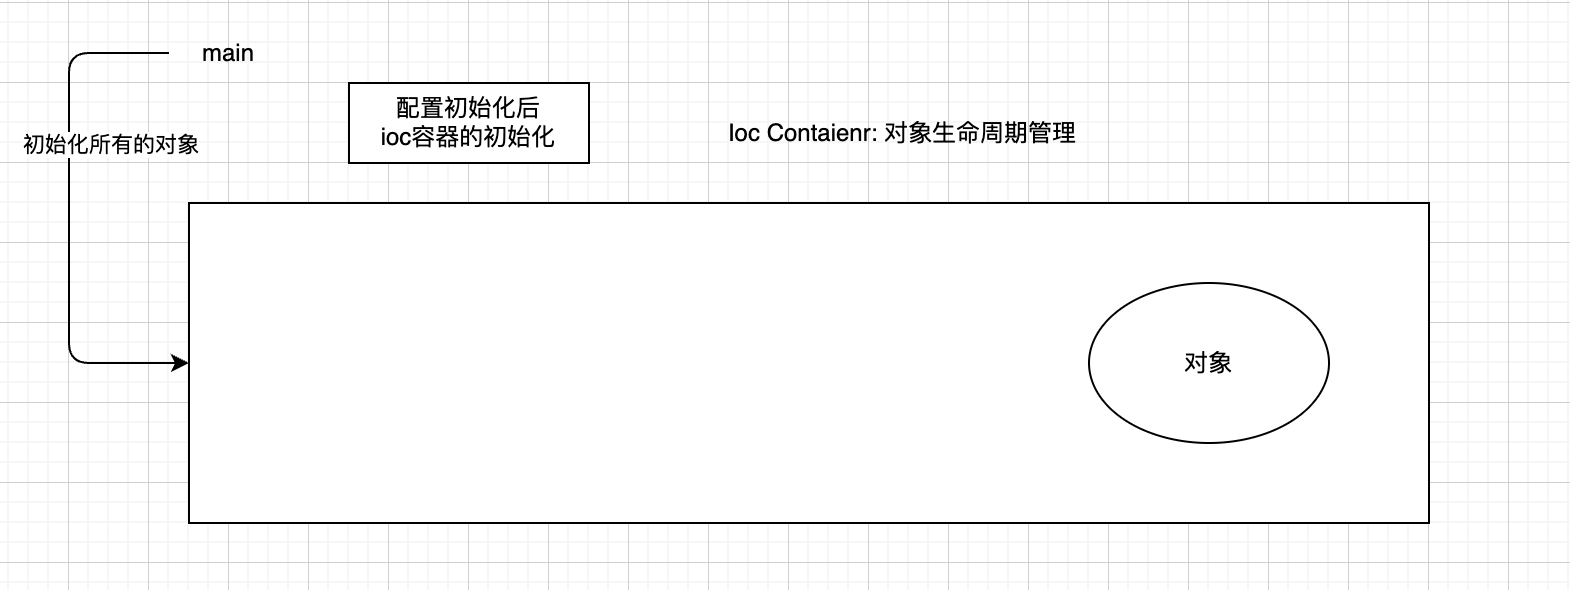 main
配置初始化后
ioc容器的初始化
Ioc Contaienr: 对象生命周期管理
初始化所有的对象
对象